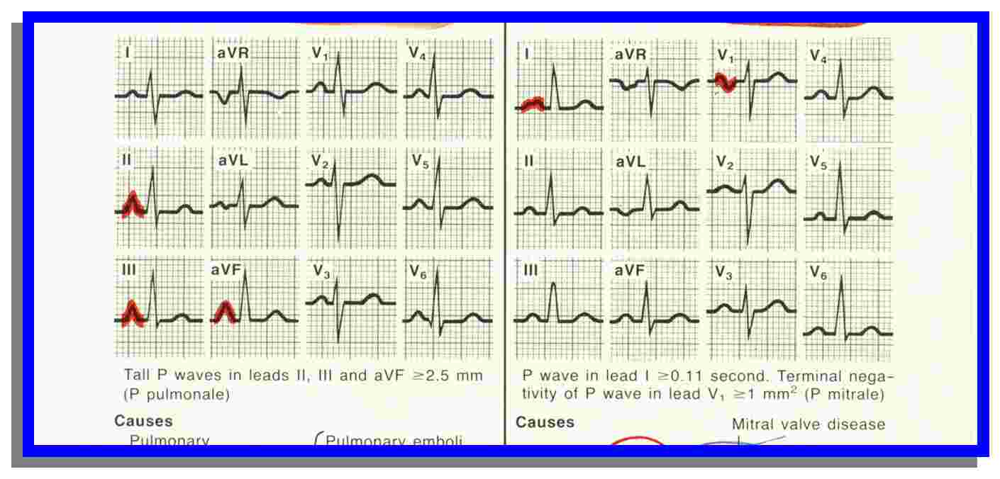 I aVR V₁ V₄
II aVL V₂ V₅
III aVF V₃ V₆
Tall P waves in leads II, III and aVF ≥2.5 mm
(P pulmonale)
Causes
Pulmonary
Pulmonary emboli
I aVR V₁ V₄
II aVL V₂ V₅
III aVF V₃ V₆
P wave in lead I ≥0.11 second. Terminal nega-
tivity of P wave in lead V₁ ≥1 mm² (P mitrale)
Causes
Mitral valve disease